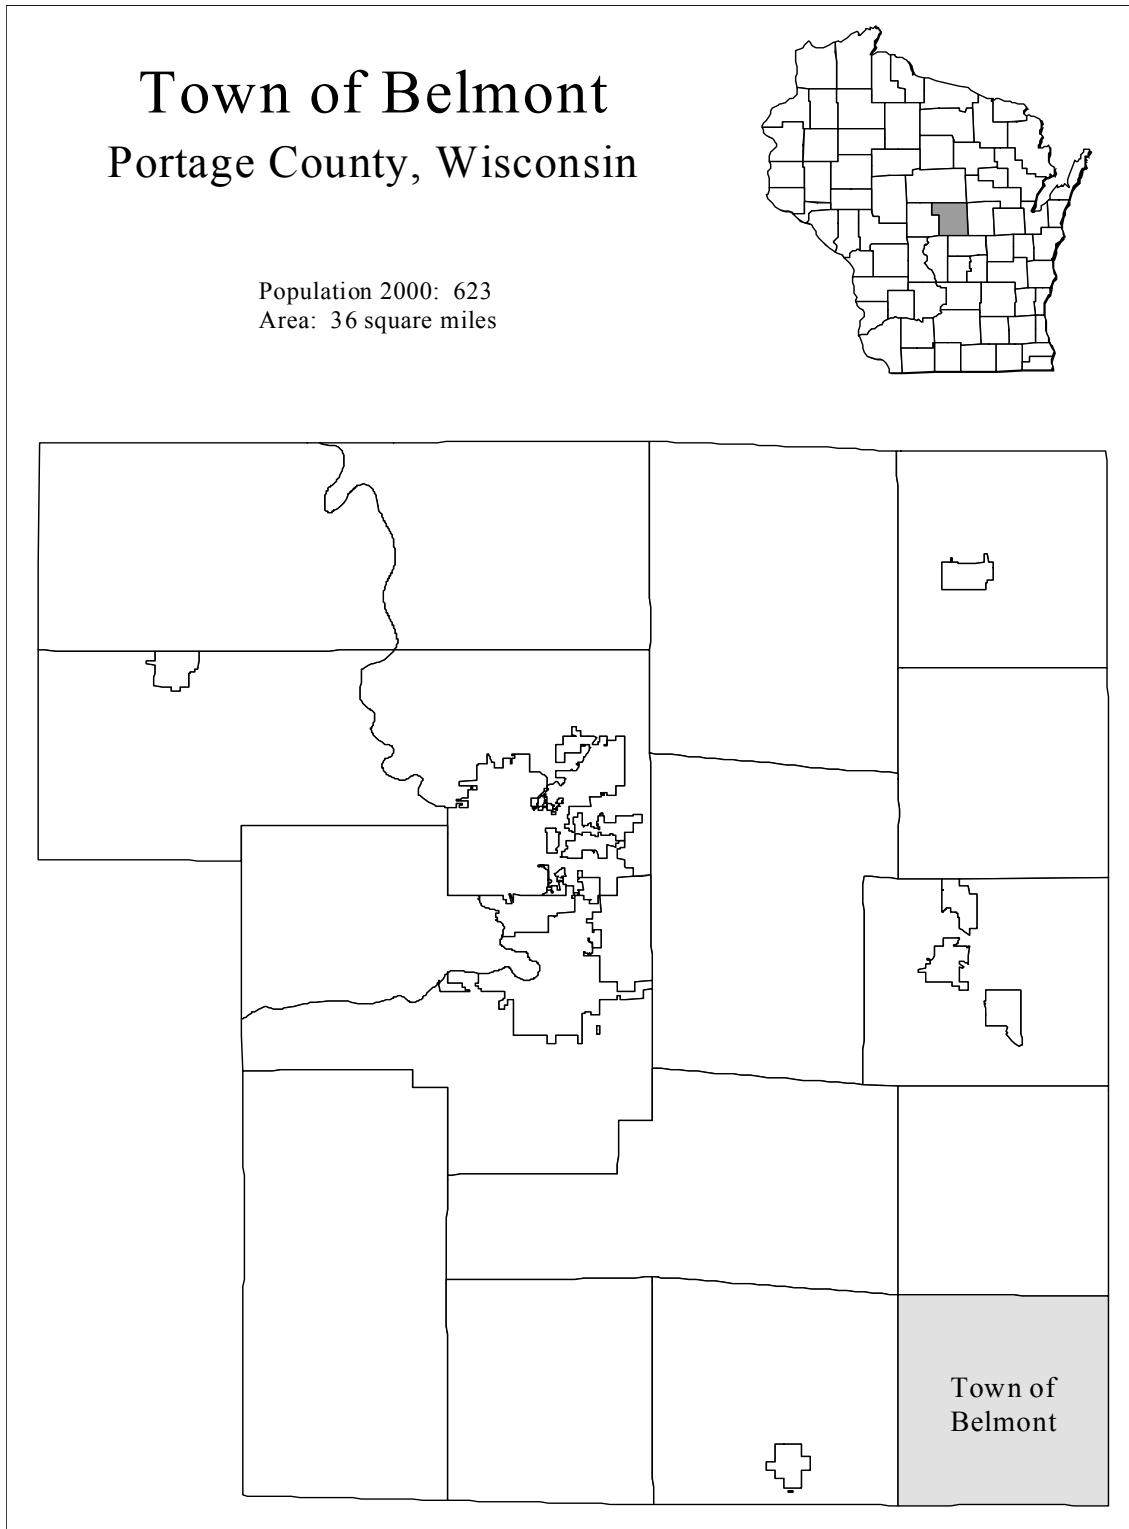 Town of Belmont
Portage County, Wisconsin
Population 2000: 623
Area: 36 square miles
Town of
Belmont